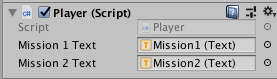 Player (Script)
Script Player
Mission 1 Text Mission1 (Text)
Mission 2 Text Mission2 (Text)